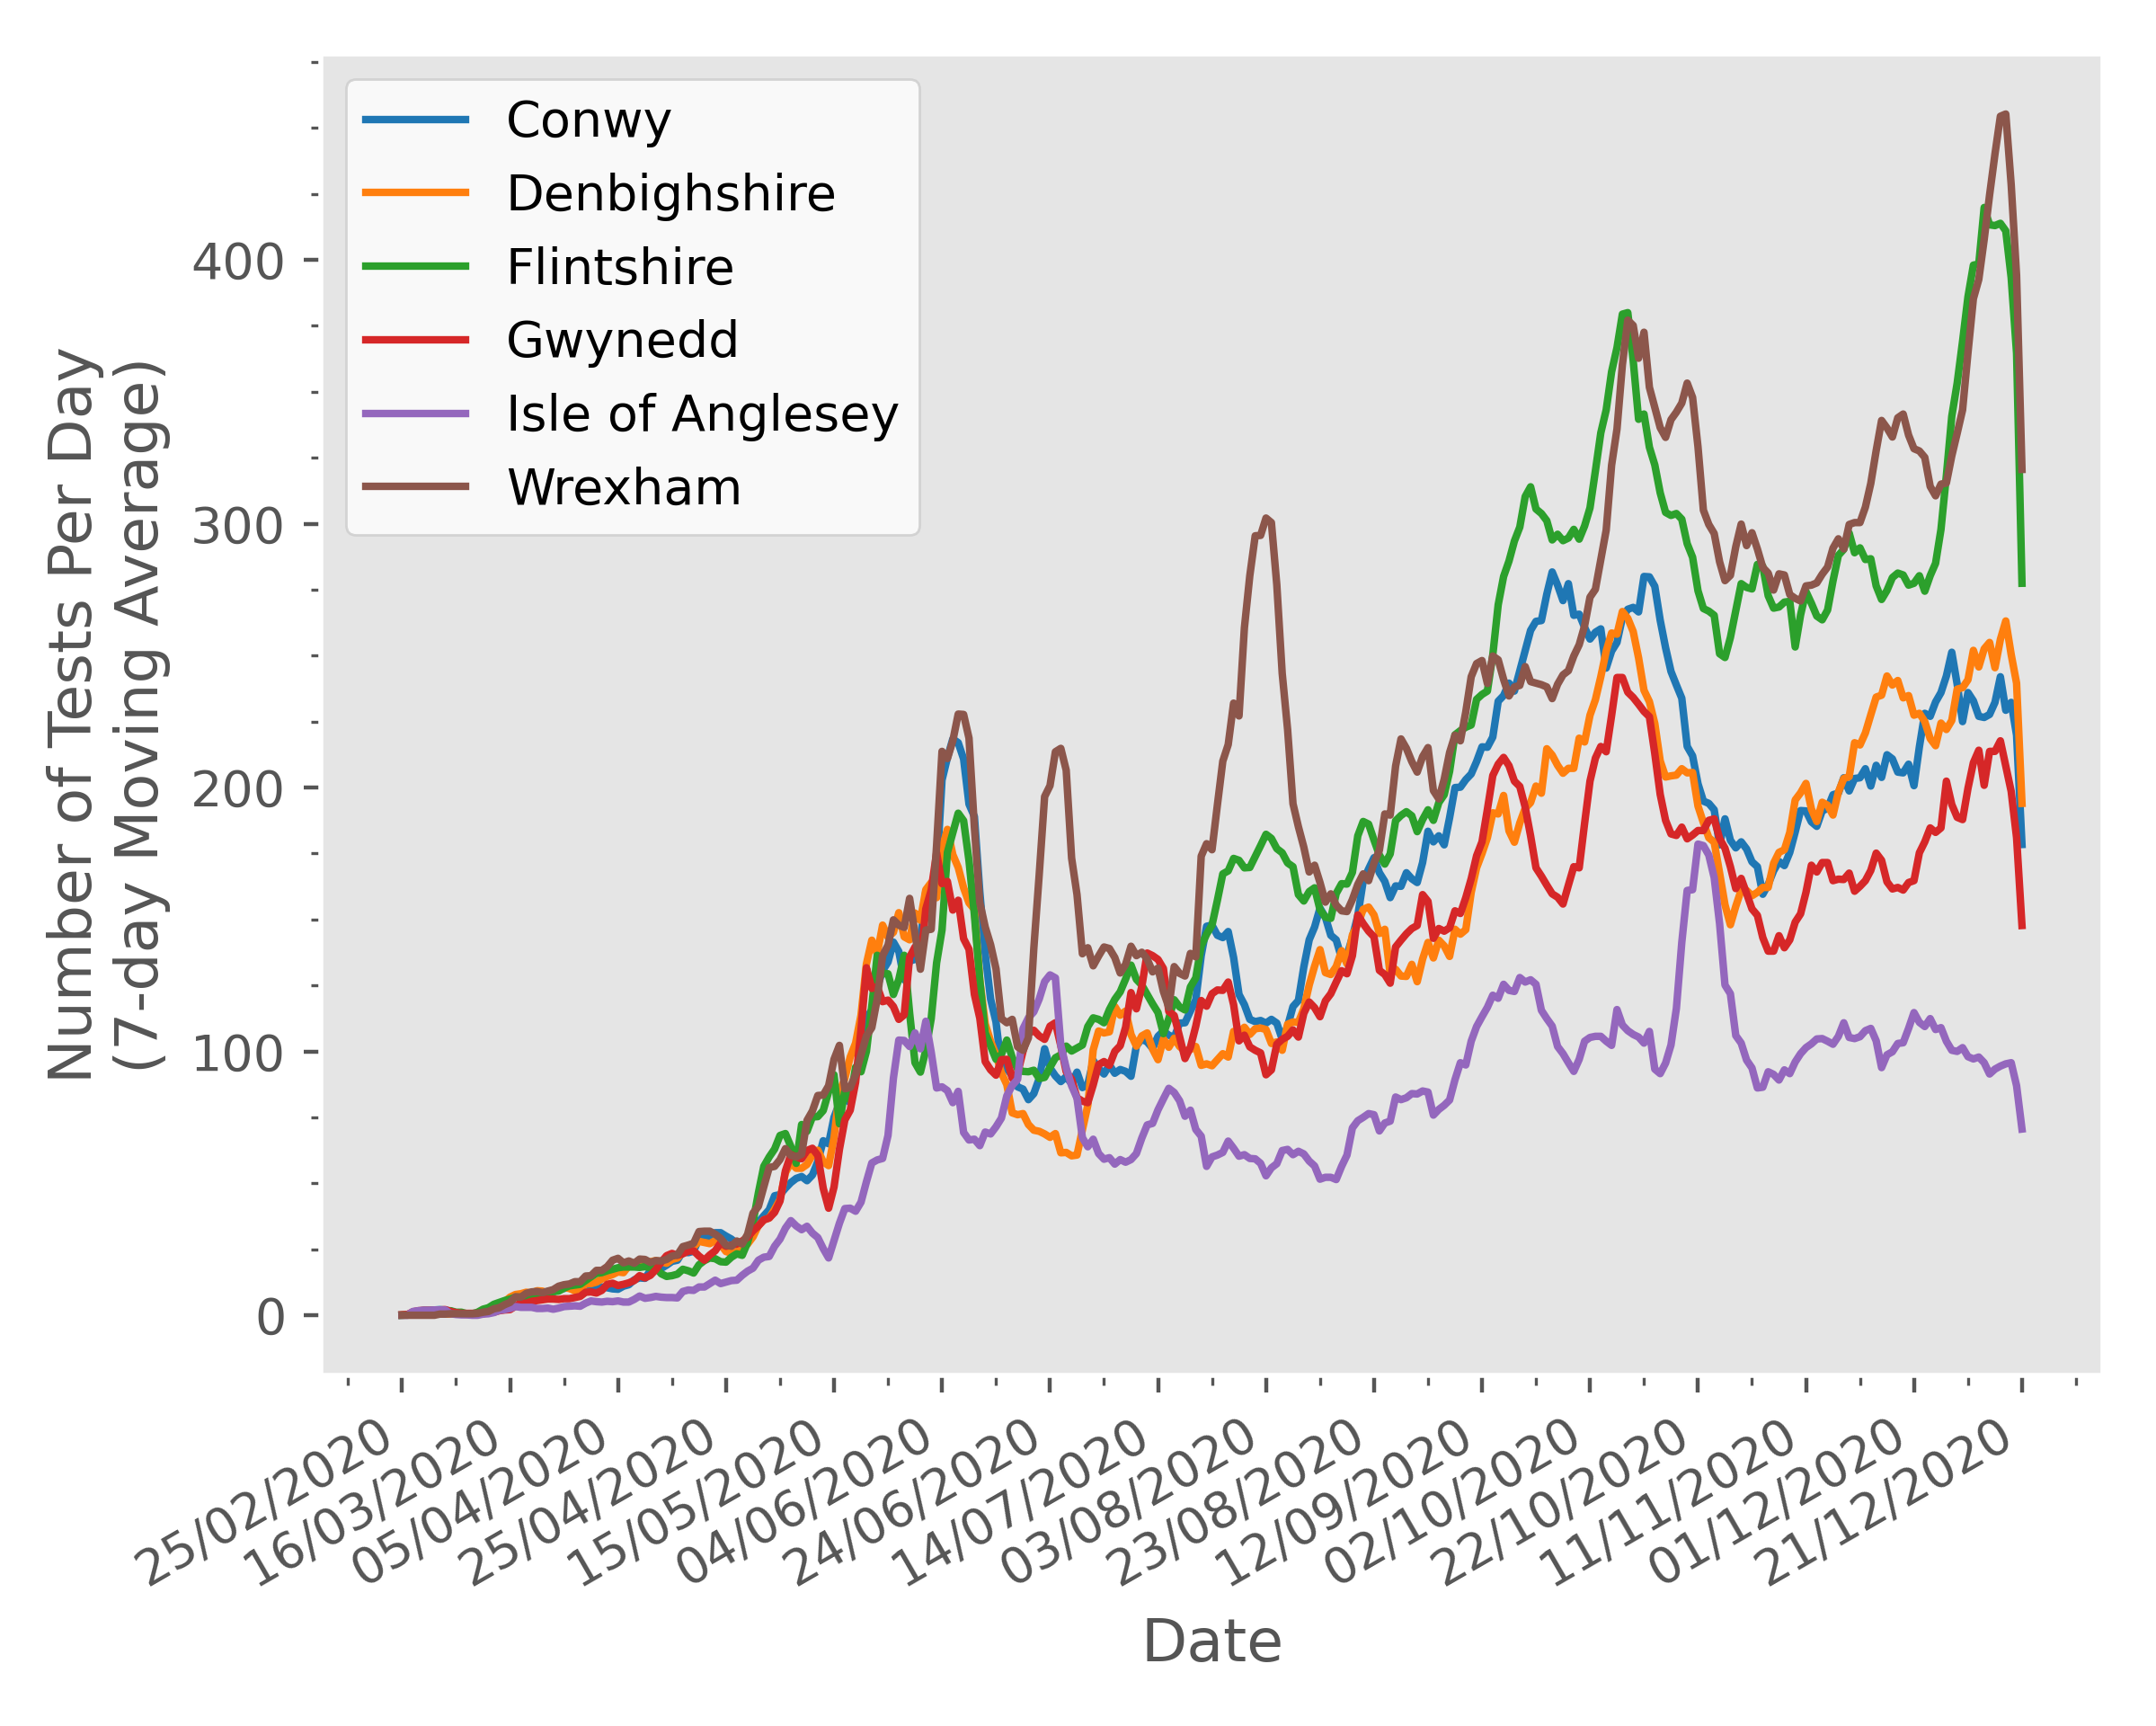 Conwy
Denbighshire
Flintshire
Gwynedd
Isle of Anglesey
Wrexham
Number of Tests Per Day
(7-day Moving Average)
400
300
200
100
0
25/02/2020
16/03/2020
05/04/2020
25/04/2020
15/05/2020
04/06/2020
24/06/2020
14/07/2020
03/08/2020
23/08/2020
12/09/2020
02/10/2020
22/10/2020
11/11/2020
01/12/2020
21/12/2020
Date